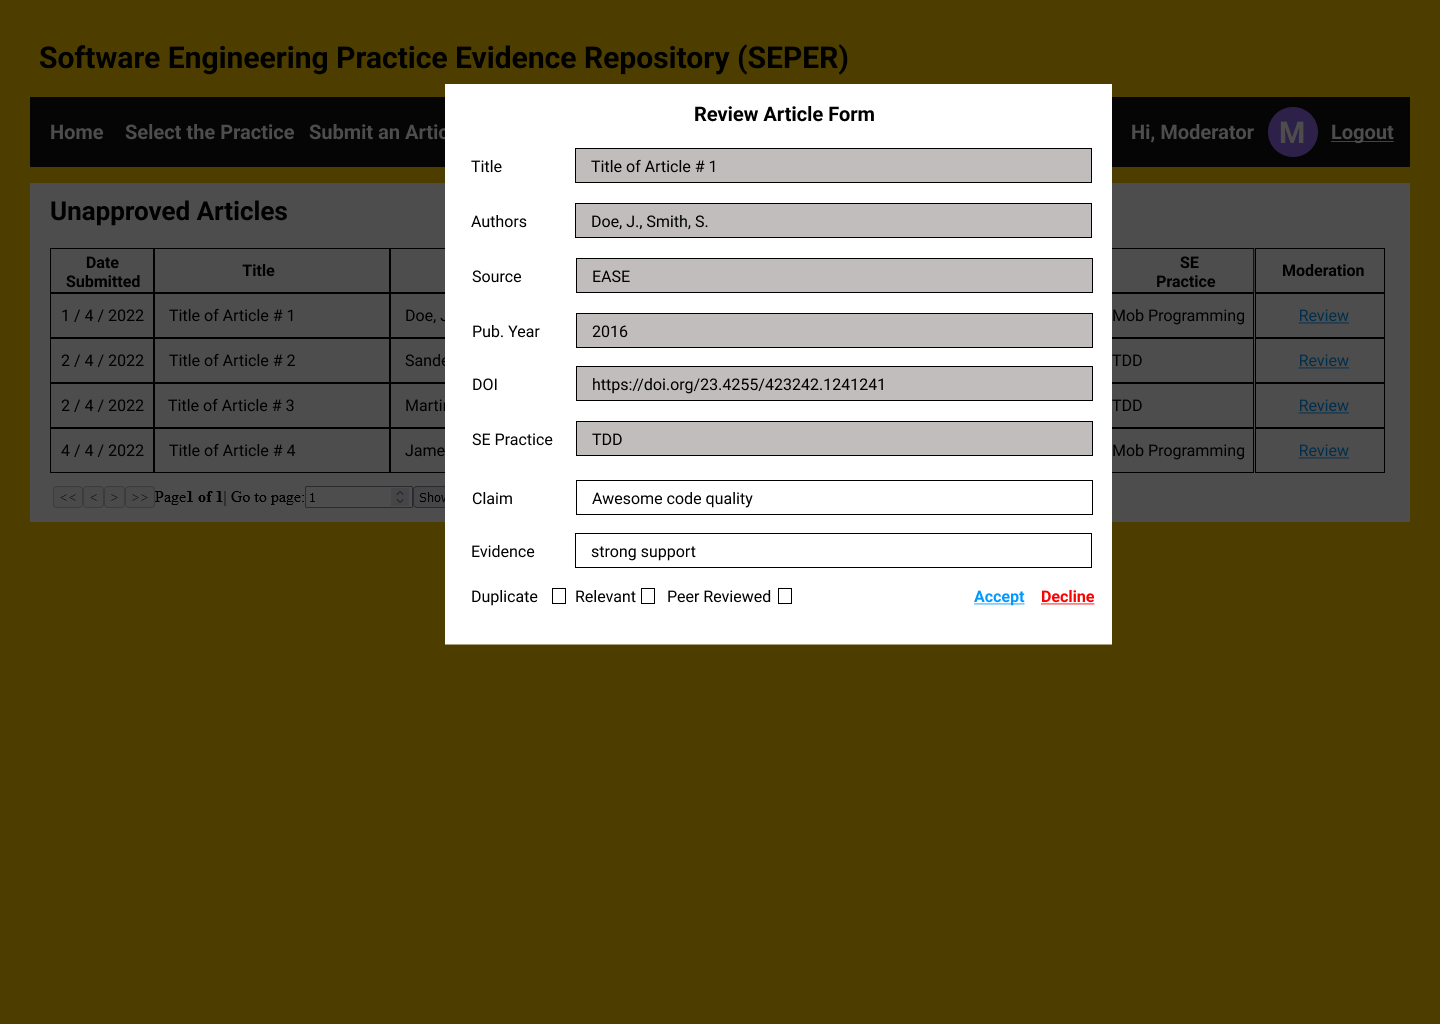 Software Engineering Practice Evidence Repository (SEPER)
Home Select the Practice Submit an Artic Hi, Moderator M Logout
Review Article Form
Title Title of Article # 1
Authors Doe, J., Smith, S.
Source EASE
Pub. Year 2016
DOI https://doi.org/23.4255/423242.1241241
SE Practice TDD
Claim Awesome code quality
Evidence strong support
Duplicate Relevant Peer Reviewed Accept Decline
Unapproved Articles
Date Submitted Title SE Practice Moderation
1 / 4 / 2022 Title of Article # 1 Doe, J Mob Programming Review
2 / 4 / 2022 Title of Article # 2 Sande TDD Review
2 / 4 / 2022 Title of Article # 3 Marti TDD Review
4 / 4 / 2022 Title of Article # 4 Jame Mob Programming Review
<< < > >> Page1 of 1| Go to page: 1 Show